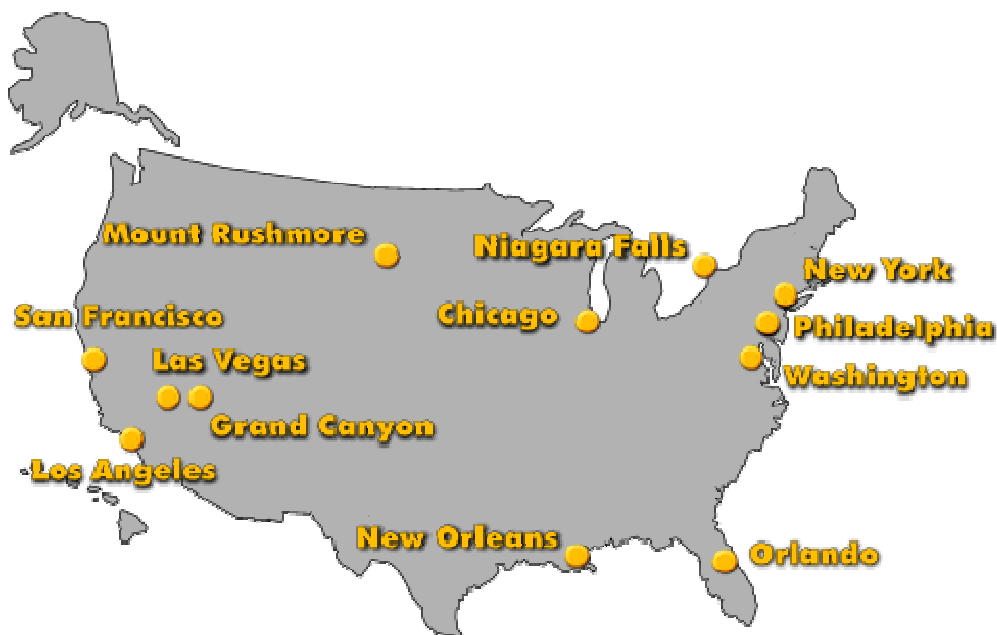 Mount Rushmore
Niagara Falls
New York
San Francisco
Chicago
Philadelphia
Las Vegas
Washington
Grand Canyon
Los Angeles
New Orleans
Orlando